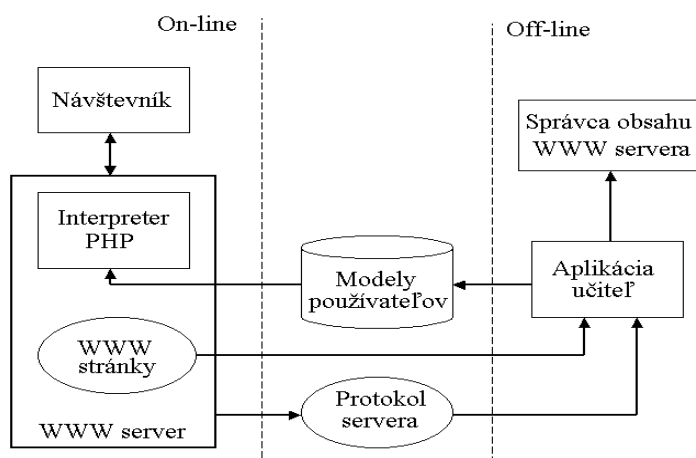 On-line
Off-line
Návštevník
Správca obsahu
WWW servera
Interpreter
PHP
Modely
používateľov
Aplikácia
učiteľ
WWW
stránky
Protokol
servera
WWW server